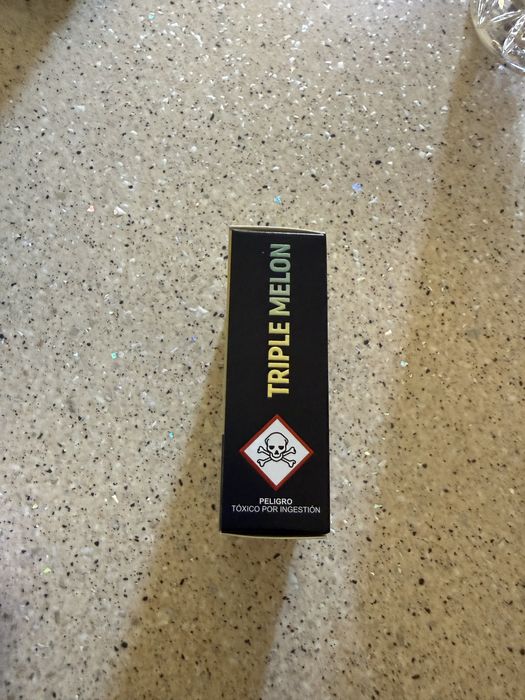 TRIPLE MELON
PELIGRO
TÓXICO POR INGESTIÓN